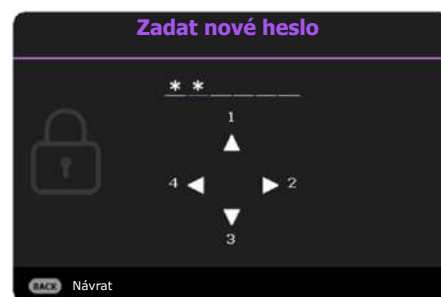 Zadat nové heslo
* * _ _ _ _
1
4 2
3
BACK Návrat